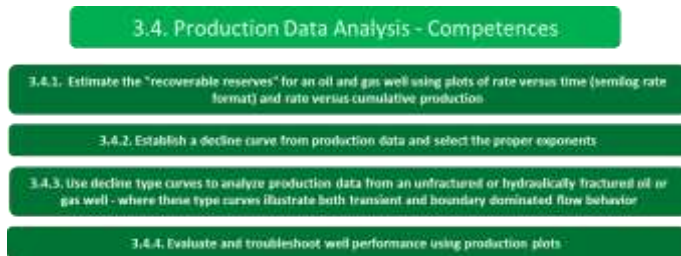 3.4. Production Data Analysis - Competences
3.4.1. Estimate the "recoverable reserves" for an oil and gas well using plots of rate versus time (semilog rate
format) and rate versus cumulative production
3.4.2. Establish a decline curve from production data and select the proper exponents
3.4.3. Use decline type curves to analyze production data from an unfractured or hydraulically fractured oil or
gas well - where these type curves illustrate both transient and boundary dominated flow behavior
3.4.4. Evaluate and troubleshoot well performance using production plots